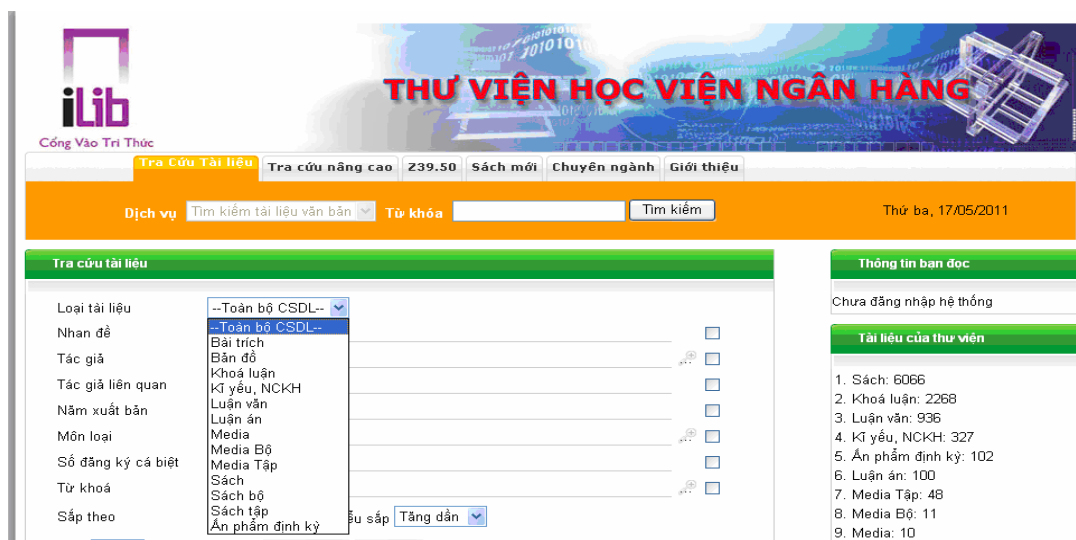 iLib
Cổng Vào Tri Thức
THƯ VIỆN HỌC VIỆN NGÂN HÀNG
Tra Cứu Tài liệu Tra cứu nâng cao Z39.50 Sách mới Chuyên ngành Giới thiệu
Dịch vụ Tìm kiếm tài liệu văn bản Từ khóa Tìm kiếm Thứ ba, 17/05/2011
Tra cứu tài liệu
Loại tài liệu --Toàn bộ CSDL--
Nhan đề
Tác giả
Tác giả liên quan
Năm xuất bản
Môn loại
Số đăng ký cá biệt
Từ khoá
Sắp theo
--Toàn bộ CSDL--
Bài trích
Bản đồ
Khoá luận
Kĩ yếu, NCKH
Luận văn
Luận án
Media
Media Bộ
Media Tập
Sách
Sách bộ
Sách tập
Ấn phẩm định kỳ
sắp Tăng dần
Thông tin bạn đọc
Chưa đăng nhập hệ thống
Tài liệu của thư viện
1. Sách: 6066
2. Khoá luận: 2268
3. Luận văn: 936
4. Kĩ yếu, NCKH: 327
5. Ấn phẩm định kỳ: 102
6. Luận án: 100
7. Media Tập: 48
8. Media Bộ: 11
9. Media: 10